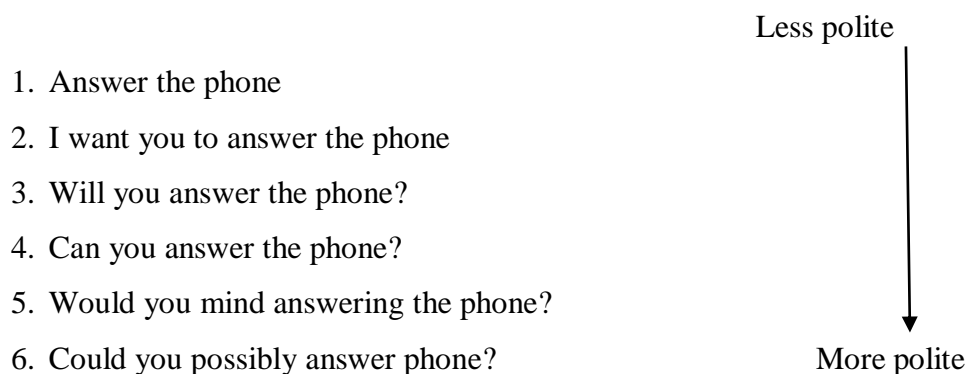 Less polite
1. Answer the phone
2. I want you to answer the phone
3. Will you answer the phone?
4. Can you answer the phone?
5. Would you mind answering the phone?
6. Could you possibly answer phone? More polite